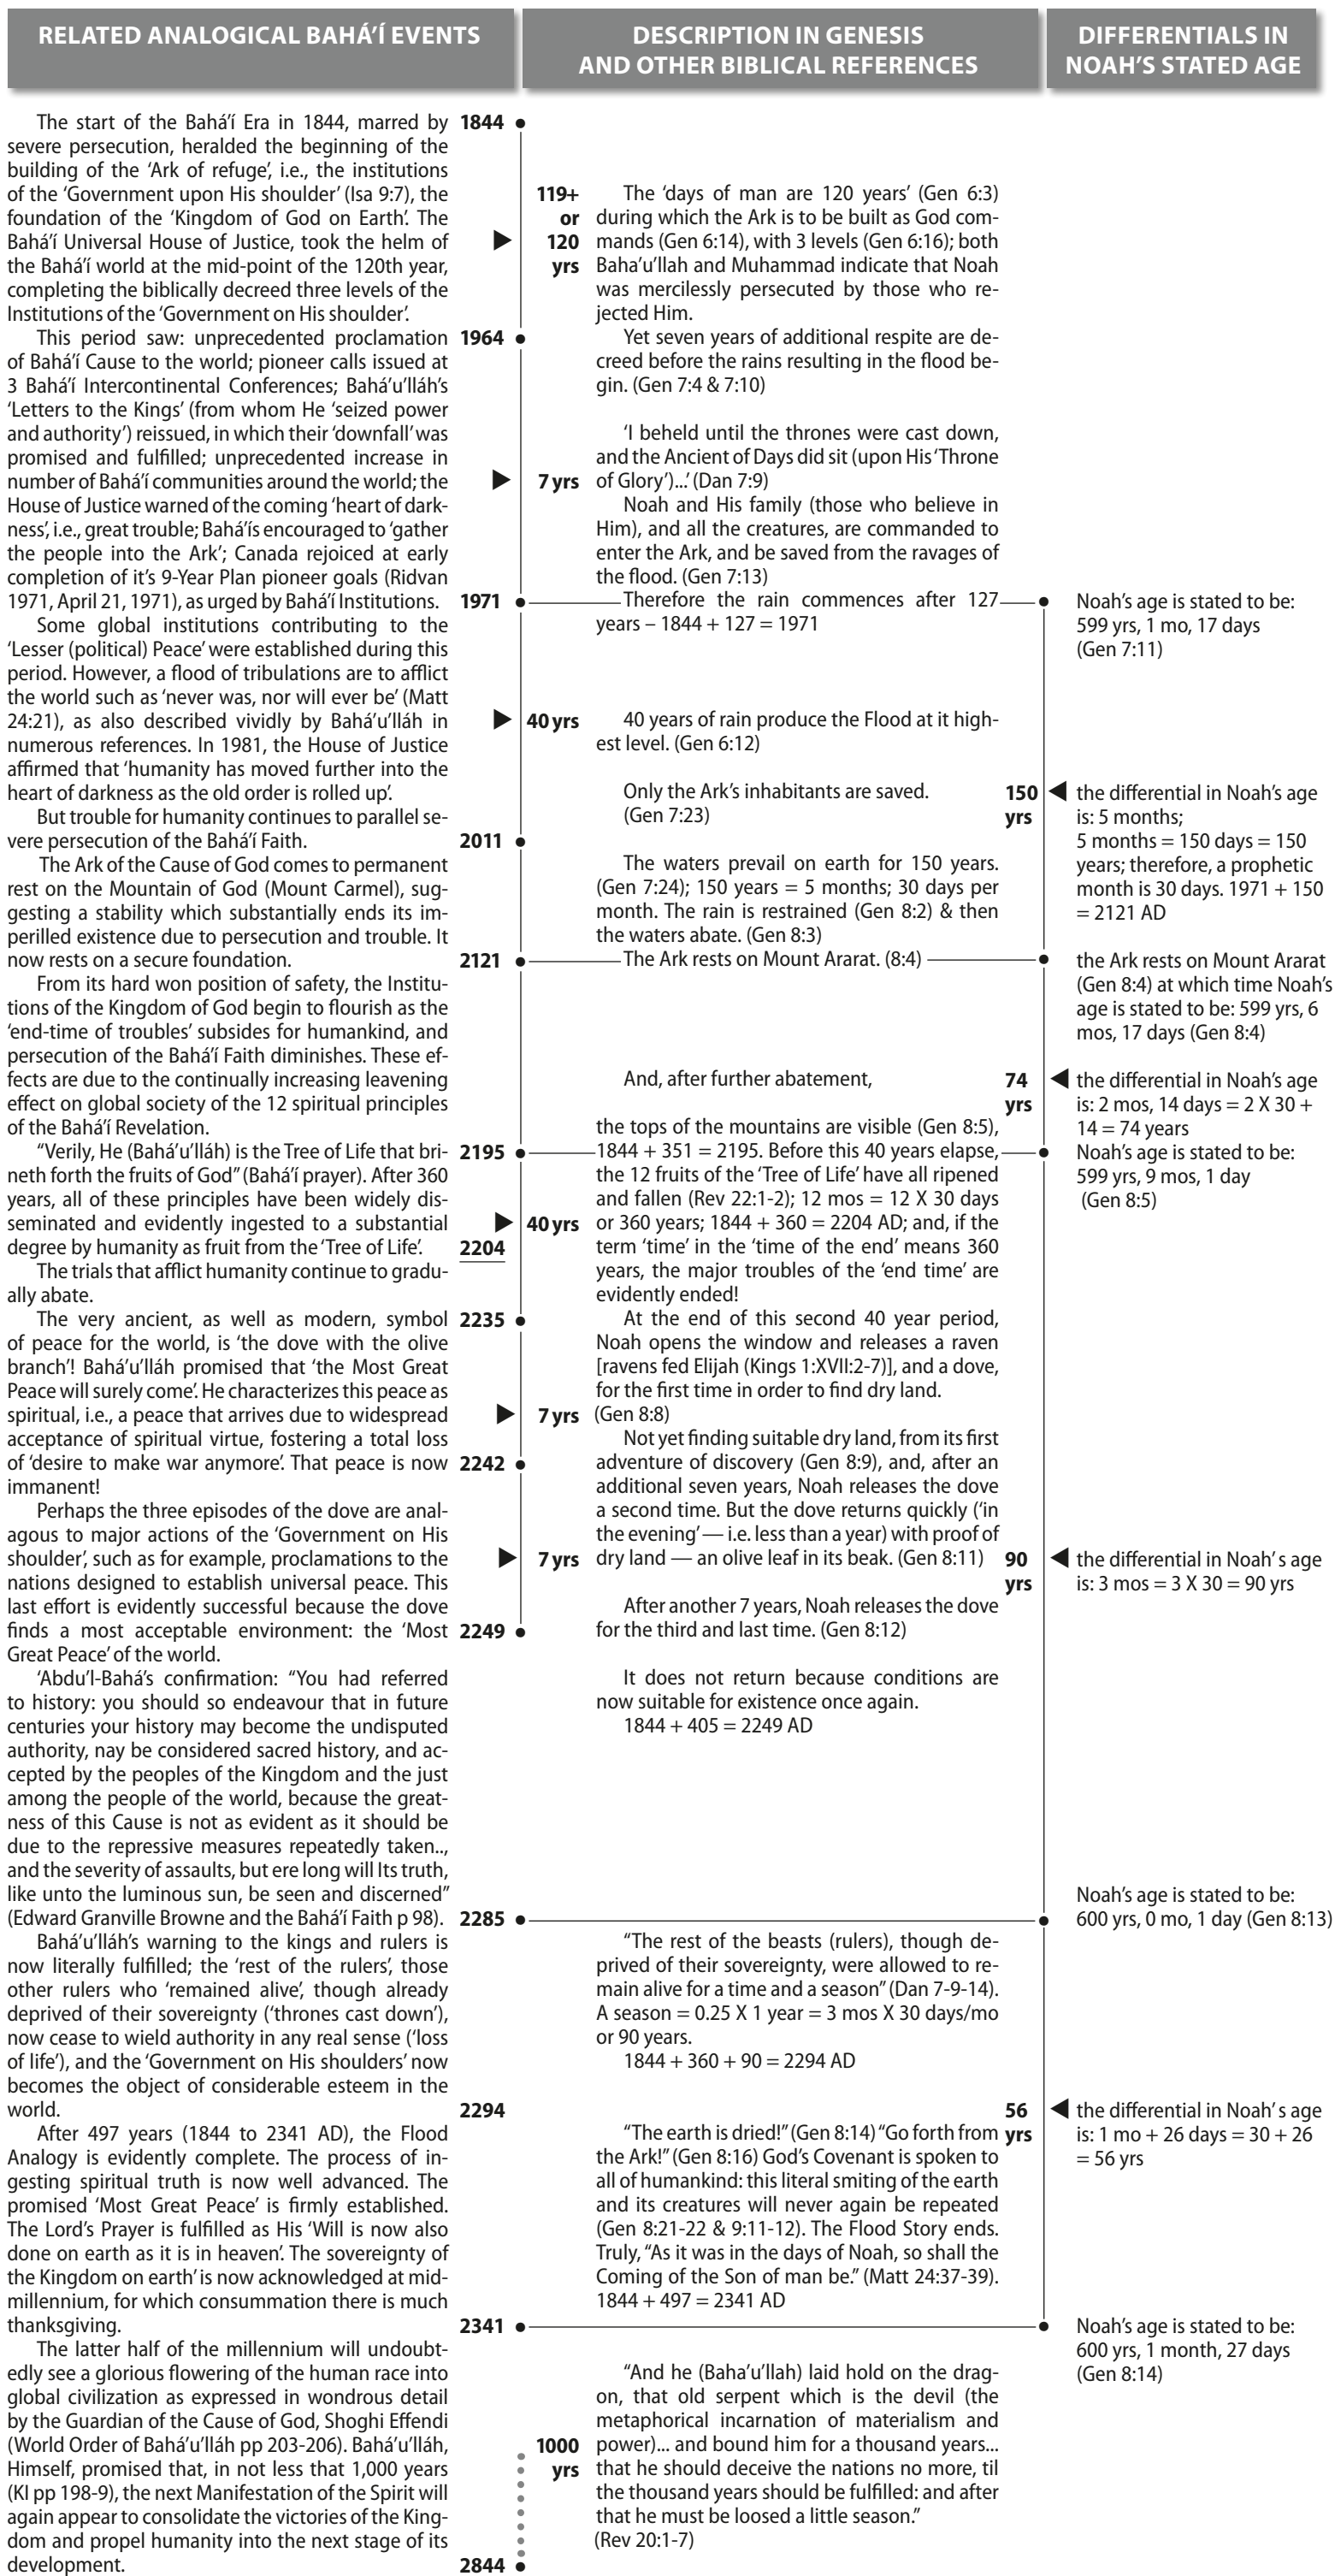 RELATED ANALOGICAL BAHÁ’Í EVENTS
The start of the Bahá’í Era in 1844, marred by
severe persecution, heralded the beginning of the
building of the ‘Ark of refuge’, i.e., the institutions
of the ‘Government upon His shoulder’ (Isa 9:7), the
foundation of the ‘Kingdom of God on Earth’. The
Bahá’í Universal House of Justice, took the helm of
the Bahá’í world at the mid-point of the 120th year,
completing the biblically decreed three levels of the
Institutions of the ‘Government on His shoulder’.
This period saw: unprecedented proclamation
of Bahá’í Cause to the world; pioneer calls issued at
3 Bahá’í Intercontinental Conferences; Bahá’u’lláh’s
‘Letters to the Kings’ (from whom He ‘seized power
and authority’) reissued, in which their ‘downfall’ was
promised and fulfilled; unprecedented increase in
number of Bahá’í communities around the world; the
House of Justice warned of the coming ‘heart of dark-
ness’, i.e., great trouble; Bahá’ís encouraged to ‘gather
the people into the Ark’; Canada rejoiced at early
completion of it’s 9-Year Plan pioneer goals (Ridvan
1971, April 21, 1971), as urged by Bahá’í Institutions.
Some global institutions contributing to the
‘Lesser (political) Peace’ were established during this
period. However, a flood of tribulations are to afflict
the world such as ‘never was, nor will ever be’ (Matt
24:21), as also described vividly by Bahá’u’lláh in
numerous references. In 1981, the House of Justice
affirmed that ‘humanity has moved further into the
heart of darkness as the old order is rolled up’.
But trouble for humanity continues to parallel se-
vere persecution of the Bahá’í Faith.
The Ark of the Cause of God comes to permanent
rest on the Mountain of God (Mount Carmel), sug-
gesting a stability which substantially ends its im-
perilled existence due to persecution and trouble. It
now rests on a secure foundation.
From its hard won position of safety, the Institu-
tions of the Kingdom of God begin to flourish as the
‘end-time of troubles’ subsides for humankind, and
persecution of the Bahá’í Faith diminishes. These ef-
fects are due to the continually increasing leavening
effect on global society of the 12 spiritual principles
of the Bahá’í Revelation.
“Verily, He (Bahá’u’lláh) is the Tree of Life that bri-
neth forth the fruits of God” (Bahá’í prayer). After 360
years, all of these principles have been widely dis-
seminated and evidently ingested to a substantial
degree by humanity as fruit from the ‘Tree of Life’.
The trials that afflict humanity continue to gradu-
ally abate.
The very ancient, as well as modern, symbol
of peace for the world, is ‘the dove with the olive
branch’! Bahá’u’lláh promised that ‘the Most Great
Peace will surely come’. He characterizes this peace as
spiritual, i.e., a peace that arrives due to widespread
acceptance of spiritual virtue, fostering a total loss
of ‘desire to make war anymore’. That peace is now
immanent!
Perhaps the three episodes of the dove are anal-
agous to major actions of the ‘Government on His
shoulder’, such as for example, proclamations to the
nations designed to establish universal peace. This
last effort is evidently successful because the dove
finds a most acceptable environment: the ‘Most
Great Peace’ of the world.
‘Abdu’l-Bahá’s confirmation: “You had referred
to history: you should so endeavour that in future
centuries your history may become the undisputed
authority, nay be considered sacred history, and ac-
cepted by the peoples of the Kingdom and the just
among the people of the world, because the great-
ness of this Cause is not as evident as it should be
due to the repressive measures repeatedly taken..,
and the severity of assaults, but ere long will Its truth,
like unto the luminous sun, be seen and discerned”
(Edward Granville Browne and the Bahá’í Faith p 98).
Bahá’u’lláh’s warning to the kings and rulers is
now literally fulfilled; the ‘rest of the rulers’, those
other rulers who ‘remained alive’, though already
deprived of their sovereignty (‘thrones cast down’),
now cease to wield authority in any real sense (‘loss
of life’), and the ‘Government on His shoulders’ now
becomes the object of considerable esteem in the
world.
After 497 years (1844 to 2341 AD), the Flood
Analogy is evidently complete. The process of in-
gesting spiritual truth is now well advanced. The
promised ‘Most Great Peace’ is firmly established.
The Lord’s Prayer is fulfilled as His ‘Will is now also
done on earth as it is in heaven’. The sovereignty of
the Kingdom on earth’ is now acknowledged at mid-
millennium, for which consummation there is much
thanksgiving.
The latter half of the millennium will undoubt-
edly see a glorious flowering of the human race into
global civilization as expressed in wondrous detail
by the Guardian of the Cause of God, Shoghi Effendi
(World Order of Bahá’u’lláh pp 203-206). Bahá’u’lláh,
Himself, promised that, in not less that 1,000 years
(KI pp 198-9), the next Manifestation of the Spirit will
again appear to consolidate the victories of the King-
dom and propel humanity into the next stage of its
development.
1844
1964
1971
2011
2121
2195
2204
2235
2242
2249
2285
2294
2341
2844
DESCRIPTION IN GENESIS
AND OTHER BIBLICAL REFERENCES
119+
or
120
yrs
The ‘days of man are 120 years’ (Gen 6:3)
during which the Ark is to be built as God com-
mands (Gen 6:14), with 3 levels (Gen 6:16); both
Baha’u’llah and Muhammad indicate that Noah
was mercilessly persecuted by those who re-
jected Him.
Yet seven years of additional respite are de-
creed before the rains resulting in the flood be-
gin. (Gen 7:4 & 7:10)
‘I beheld until the thrones were cast down,
and the Ancient of Days did sit (upon His ‘Throne
7 yrs
of Glory’)...’ (Dan 7:9)
Noah and His family (those who believe in
Him), and all the creatures, are commanded to
enter the Ark, and be saved from the ravages of
the flood. (Gen 7:13)
Therefore the rain commences after 127
years – 1844 + 127 = 1971
40 yrs
40 years of rain produce the Flood at it high-
est level. (Gen 6:12)
Only the Ark’s inhabitants are saved.
(Gen 7:23)
The waters prevail on earth for 150 years.
(Gen 7:24); 150 years = 5 months; 30 days per
month. The rain is restrained (Gen 8:2) & then
the waters abate. (Gen 8:3)
The Ark rests on Mount Ararat. (8:4)
And, after further abatement,
the tops of the mountains are visible (Gen 8:5),
1844 + 351 = 2195. Before this 40 years elapse,
the 12 fruits of the ‘Tree of Life’ have all ripened
and fallen (Rev 22:1-2); 12 mos = 12 X 30 days
40 yrs
or 360 years; 1844 + 360 = 2204 AD; and, if the
term ‘time’ in the ‘time of the end’ means 360
years, the major troubles of the ‘end time’ are
evidently ended!
At the end of this second 40 year period,
Noah opens the window and releases a raven
[ravens fed Elijah (Kings 1:XVII:2-7)], and a dove,
for the first time in order to find dry land.
7 yrs
(Gen 8:8)
Not yet finding suitable dry land, from its first
adventure of discovery (Gen 8:9), and, after an
additional seven years, Noah releases the dove
a second time. But the dove returns quickly (‘in
the evening’ — i.e. less than a year) with proof of
7 yrs
dry land — an olive leaf in its beak. (Gen 8:11)
After another 7 years, Noah releases the dove
for the third and last time. (Gen 8:12)
It does not return because conditions are
now suitable for existence once again.
1844 + 405 = 2249 AD
“The rest of the beasts (rulers), though de-
prived of their sovereignty, were allowed to re-
main alive for a time and a season” (Dan 7-9-14).
A season = 0.25 X 1 year = 3 mos X 30 days/mo
or 90 years.
1844 + 360 + 90 = 2294 AD
“The earth is dried!” (Gen 8:14) “Go forth from
the Ark!” (Gen 8:16) God’s Covenant is spoken to
all of humankind: this literal smiting of the earth
and its creatures will never again be repeated
(Gen 8:21-22 & 9:11-12). The Flood Story ends.
Truly, “As it was in the days of Noah, so shall the
Coming of the Son of man be.” (Matt 24:37-39).
1844 + 497 = 2341 AD
“And he (Baha’u’llah) laid hold on the drag-
on, that old serpent which is the devil (the
metaphorical incarnation of materialism and
1000
yrs
power)... and bound him for a thousand years...
that he should deceive the nations no more, til
the thousand years should be fulfilled: and after
that he must be loosed a little season.”
(Rev 20:1-7)
DIFFERENTIALS IN
NOAH’S STATED AGE
Noah’s age is stated to be:
599 yrs, 1 mo, 17 days
(Gen 7:11)
150
yrs
the differential in Noah’s age
is: 5 months;
5 months = 150 days = 150
years; therefore, a prophetic
month is 30 days. 1971 + 150
= 2121 AD
the Ark rests on Mount Ararat
(Gen 8:4) at which time Noah’s
age is stated to be: 599 yrs, 6
mos, 17 days (Gen 8:4)
74
yrs
the differential in Noah’s age
is: 2 mos, 14 days = 2 X 30 +
14 = 74 years
Noah’s age is stated to be:
599 yrs, 9 mos, 1 day
(Gen 8:5)
90
yrs
the differential in Noah’s age
is: 3 mos = 3 X 30 = 90 yrs
Noah’s age is stated to be:
600 yrs, 0 mo, 1 day (Gen 8:13)
56
yrs
the differential in Noah’s age
is: 1 mo + 26 days = 30 + 26
= 56 yrs
Noah’s age is stated to be:
600 yrs, 1 month, 27 days
(Gen 8:14)